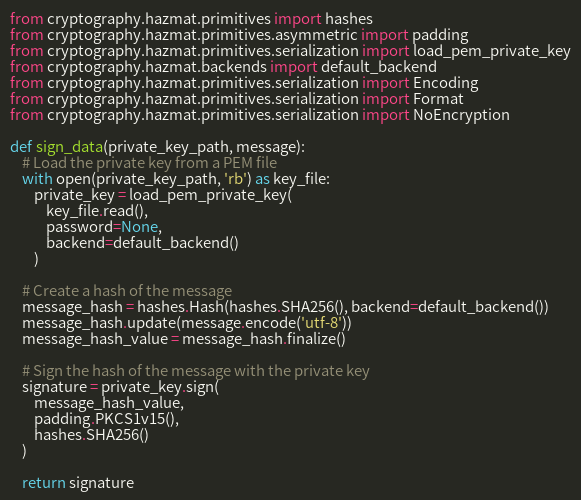 from cryptography.hazmat.primitives import hashes
from cryptography.hazmat.primitives.asymmetric import padding
from cryptography.hazmat.primitives.serialization import load_pem_private_key
from cryptography.hazmat.backends import default_backend
from cryptography.hazmat.primitives.serialization import Encoding
from cryptography.hazmat.primitives.serialization import Format
from cryptography.hazmat.primitives.serialization import NoEncryption

def sign_data(private_key_path, message):
    # Load the private key from a PEM file
    with open(private_key_path, 'rb') as key_file:
        private_key = load_pem_private_key(
            key_file.read(),
            password=None,
            backend=default_backend()
        )

    # Create a hash of the message
    message_hash = hashes.Hash(hashes.SHA256(), backend=default_backend())
    message_hash.update(message.encode('utf-8'))
    message_hash_value = message_hash.finalize()

    # Sign the hash of the message with the private key
    signature = private_key.sign(
        message_hash_value,
        padding.PKCS1v15(),
        hashes.SHA256()
    )

    return signature